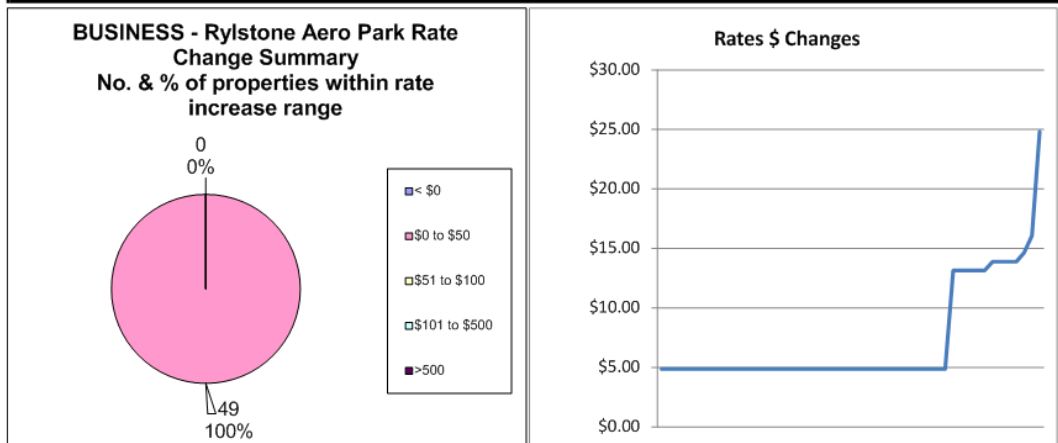 BUSINESS - Rylstone Aero Park Rate
Change Summary
No. & % of properties within rate
increase range
0
0%
< $0
$0 to $50
$51 to $100
$101 to $500
>500
49
100%
Rates $ Changes
$30.00
$25.00
$20.00
$15.00
$10.00
$5.00
$0.00